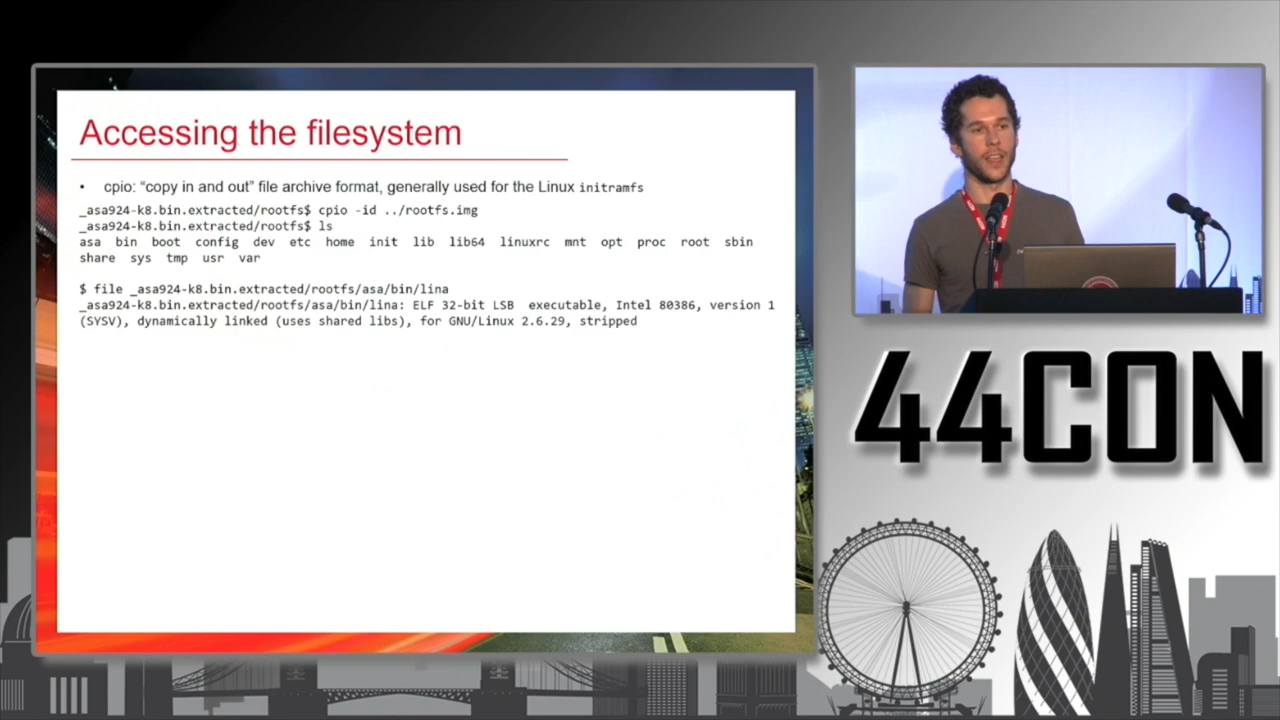 Accessing the filesystem
• cpio: “copy in and out” file archive format, generally used for the Linux initramfs
_asa924-k8.bin.extracted/rootfs$ cpio -id ../rootfs.img
_asa924-k8.bin.extracted/rootfs$ ls
asa bin boot config dev etc home init lib lib64 linuxrc mnt opt proc root sbin
share sys tmp usr var
$ file _asa924-k8.bin.extracted/rootfs/asa/bin/lina
_asa924-k8.bin.extracted/rootfs/asa/bin/lina: ELF 32-bit LSB executable, Intel 80386, version 1
(SYSV), dynamically linked (uses shared libs), for GNU/Linux 2.6.29, stripped
44CON